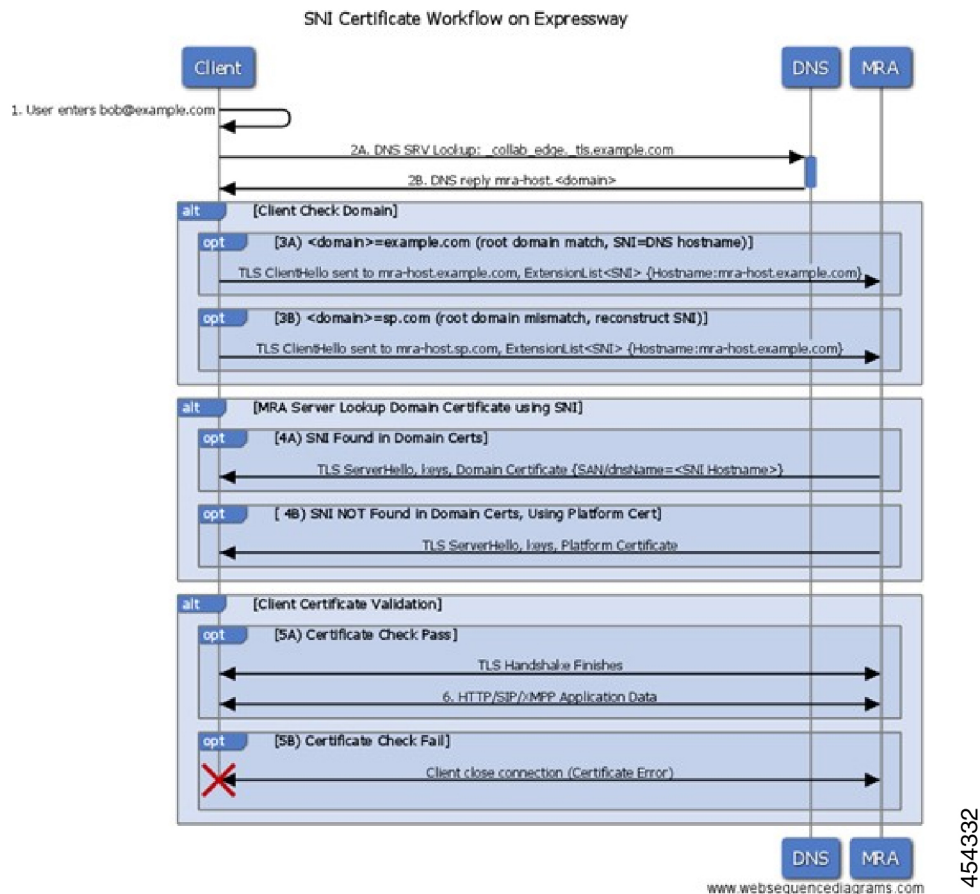 SNI Certificate Workflow on Expressway
Client
DNS
MRA
1. User enters bob@example.com
2A. DNS SRV Lookup: _collab_edge._tls.example.com
2B. DNS reply mra-host.<domain>
alt [Client Check Domain]
opt [3A) <domain>=example.com (root domain match, SNI=DNS hostname)]
TLS ClientHello sent to mra-host.example.com, ExtensionList<SNI> {Hostname:mra-host.example.com}
opt [3B) <domain>=sp.com (root domain mismatch, reconstruct SNI)]
TLS ClientHello sent to mra-host.sp.com, ExtensionList<SNI> {Hostname:mra-host.example.com}
alt [MRA Server Lookup Domain Certificate using SNI]
opt [4A) SNI Found in Domain Certs]
TLS ServerHello, keys, Domain Certificate {SAN/dnsName=<SNI Hostname>}
opt [ 4B) SNI NOT Found in Domain Certs, Using Platform Cert]
TLS ServerHello, keys, Platform Certificate
alt [Client Certificate Validation]
opt [5A) Certificate Check Pass]
TLS Handshake Finishes
6. HTTP/SIP/XMPP Application Data
opt [5B) Certificate Check Fail]
Client close connection (Certificate Error)
DNS
MRA
www.websequencediagrams.com
454332